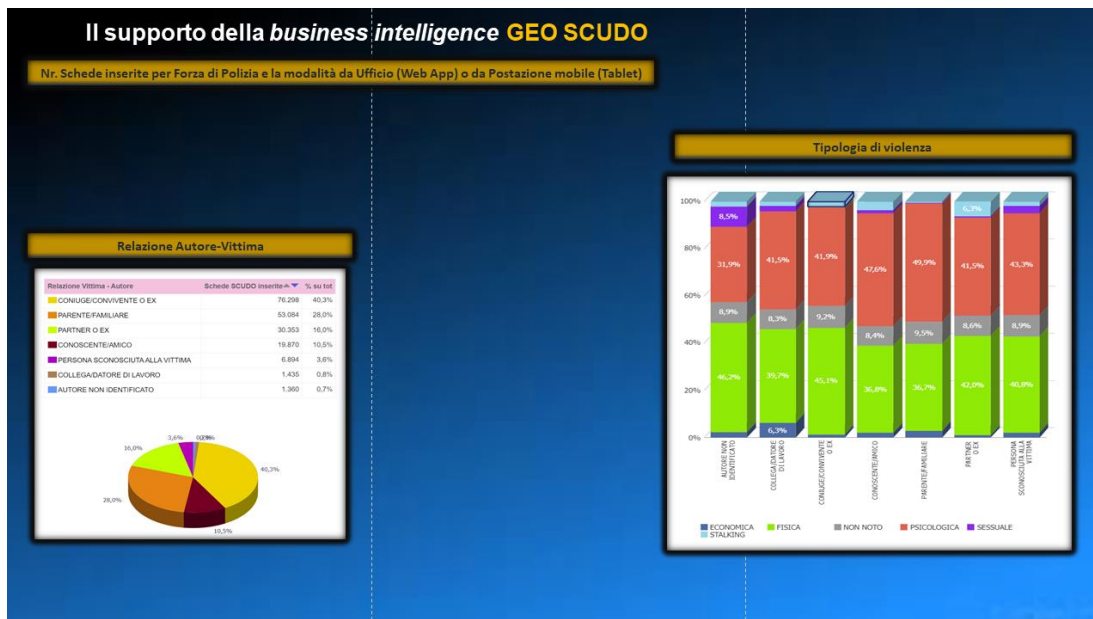 Il supporto della business intelligence GEO SCUDO
Nr. Schede inserite per Forza di Polizia e la modalità da Ufficio (Web App) o da Postazione mobile (Tablet)
Relazione Autore-Vittima
Relazione Vittima - Autore Schede SCUDO inserite % su tot
CONIUGE/CONVIVENTE O EX 76.298 40,3%
PARENTE/FAMILIARE 53.084 28,0%
PARTNER O EX 30.353 16,0%
CONOSCENTE/AMICO 19.870 10,5%
PERSONA SCONOSCIUTA ALLA VITTIMA 6.894 3,6%
COLLEGA/DATORE DI LAVORO 1.435 0,8%
AUTORE NON IDENTIFICATO 1.360 0,7%
3,6%
16,0%
40,3%
28,0%
10,5%
Tipologia di violenza
100%
80%
60%
40%
20%
0%
8,5%
31,9%
8,9%
46,2%
41,5%
8,3%
39,7%
6,3%
41,9%
9,2%
45,1%
47,6%
8,4%
36,8%
49,9%
9,5%
36,7%
6,3%
41,5%
8,6%
42,0%
43,3%
8,9%
40,8%
AUTORE NON
IDENTIFICATO
COLLEGA/DATORE
DI LAVORO
CONIUGE/CONVIVENTE
O EX
CONOSCENTE/AMICO
PARENTE/FAMILIARE
PARTNER
O EX
PERSONA
SCONOSCIUTA ALLA
VITTIMA
ECONOMICA FISICA NON NOTO PSICOLOGICA SESSUALE
STALKING